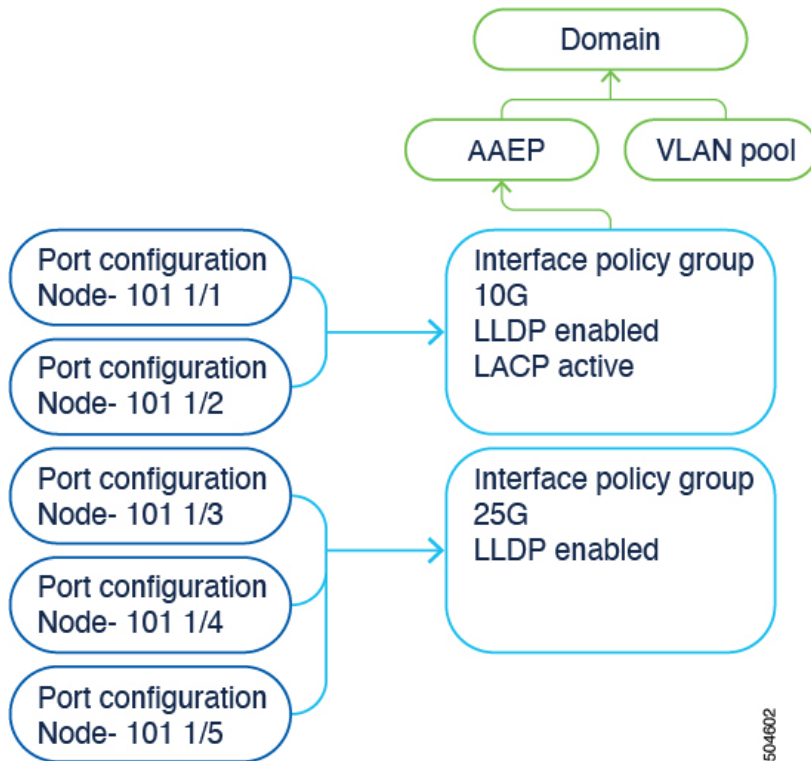 Domain
AAEP
VLAN pool
Port configuration
Node- 101 1/1
Port configuration
Node- 101 1/2
Interface policy group
10G
LLDP enabled
LACP active
Port configuration
Node- 101 1/3
Port configuration
Node- 101 1/4
Port configuration
Node- 101 1/5
Interface policy group
25G
LLDP enabled
504602